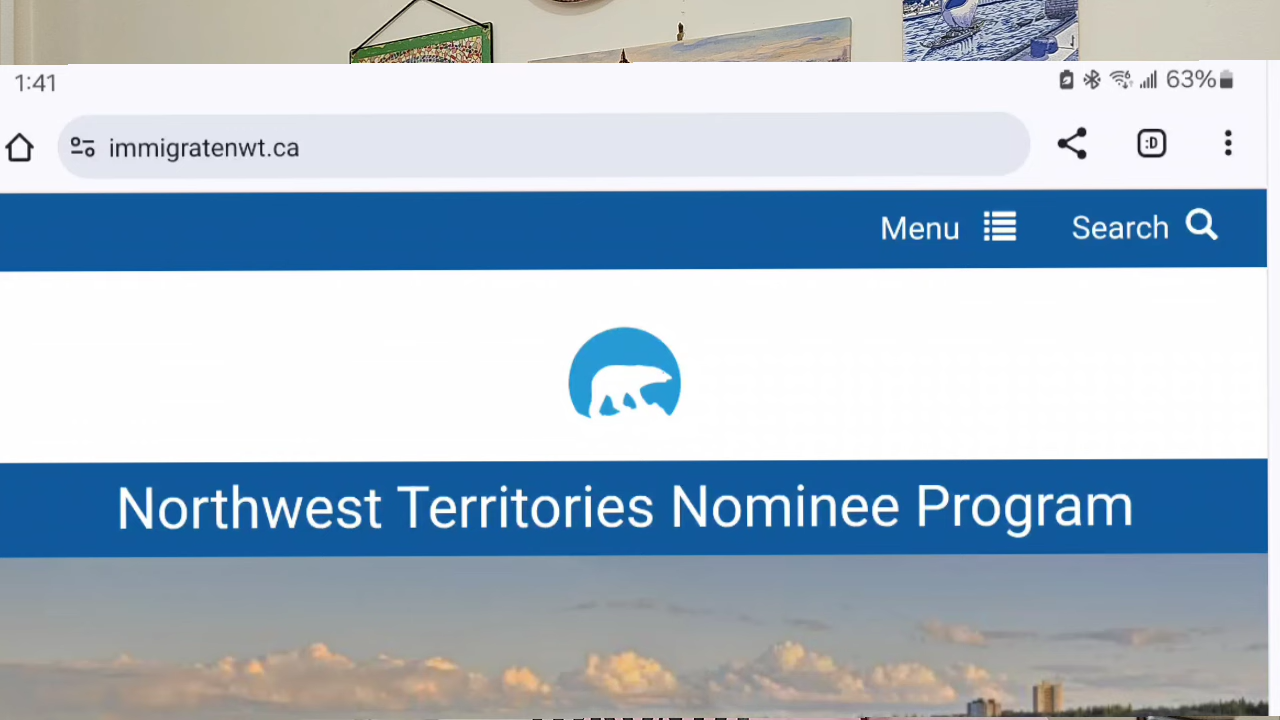 1:41
63%
immigratenwt.ca
:D
Menu
Search
Northwest Territories Nominee Program